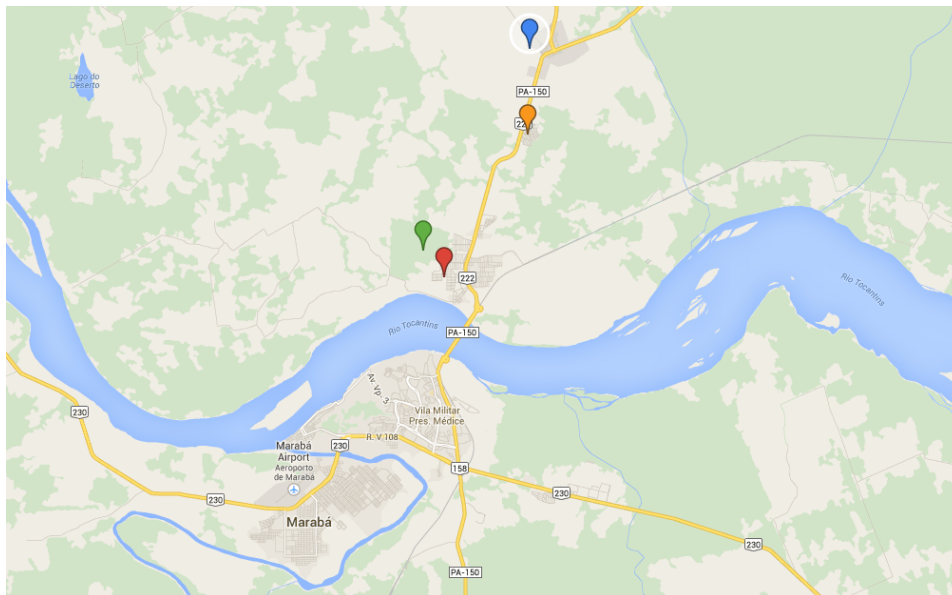 Lago do
Deserto
PA-150
222
222
Rio Tocantins
Rio Tocantins
PA-150
Av. Vp. 3
230
Vila Militar
Pres. Médice
R. V 108
Marabá
Airport
Aeroporto
de Marabá
230
158
230
230
Marabá
230
PA-150